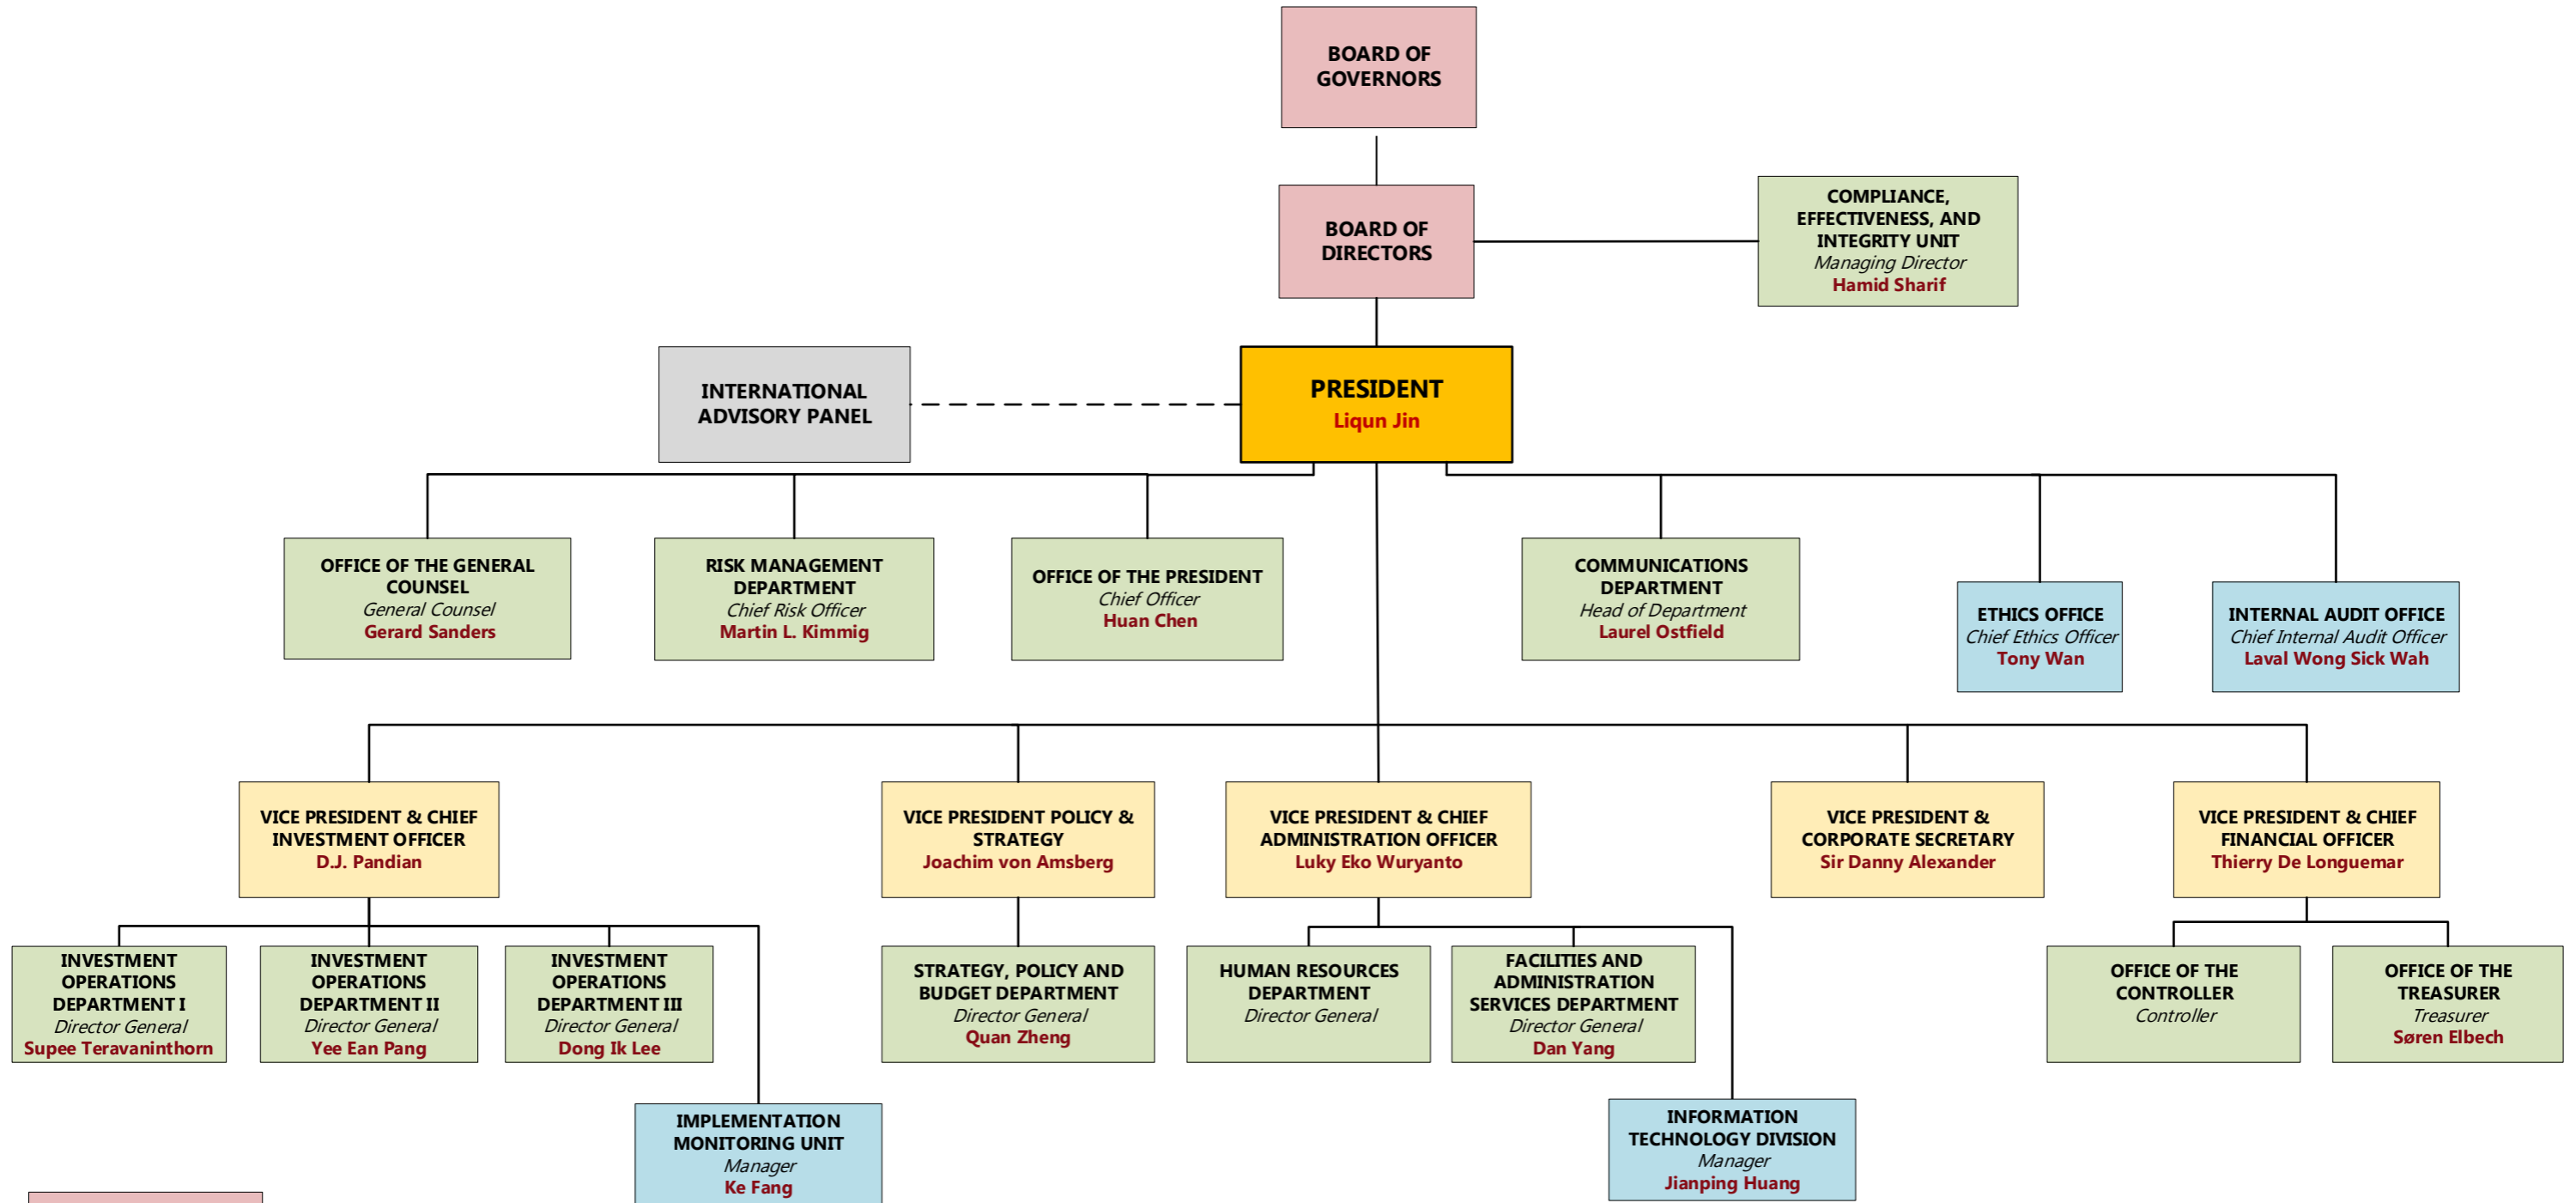 BOARD OF
GOVERNORS
BOARD OF
DIRECTORS
COMPLIANCE,
EFFECTIVENESS, AND
INTEGRITY UNIT
Managing Director
Hamid Sharif
INTERNATIONAL
ADVISORY PANEL
PRESIDENT
Liqun Jin
OFFICE OF THE GENERAL
COUNSEL
General Counsel
Gerard Sanders
RISK MANAGEMENT
DEPARTMENT
Chief Risk Officer
Martin L. Kimmig
OFFICE OF THE PRESIDENT
Chief Officer
Huan Chen
COMMUNICATIONS
DEPARTMENT
Head of Department
Laurel Ostfield
ETHICS OFFICE
Chief Ethics Officer
Tony Wan
INTERNAL AUDIT OFFICE
Chief Internal Audit Officer
Laval Wong Sick Wah
VICE PRESIDENT & CHIEF
INVESTMENT OFFICER
D.J. Pandian
VICE PRESIDENT POLICY &
STRATEGY
Joachim von Amsberg
VICE PRESIDENT & CHIEF
ADMINISTRATION OFFICER
Luky Eko Wuryanto
VICE PRESIDENT &
CORPORATE SECRETARY
Sir Danny Alexander
VICE PRESIDENT & CHIEF
FINANCIAL OFFICER
Thierry De Longuemar
INVESTMENT
OPERATIONS
DEPARTMENT I
Director General
Supee Teravaninthorn
INVESTMENT
OPERATIONS
DEPARTMENT II
Director General
Yee Ean Pang
INVESTMENT
OPERATIONS
DEPARTMENT III
Director General
Dong Ik Lee
STRATEGY, POLICY AND
BUDGET DEPARTMENT
Director General
Quan Zheng
HUMAN RESOURCES
DEPARTMENT
Director General
FACILITIES AND
ADMINISTRATION
SERVICES DEPARTMENT
Director General
Dan Yang
OFFICE OF THE
CONTROLLER
Controller
OFFICE OF THE
TREASURER
Treasurer
Søren Elbech
IMPLEMENTATION
MONITORING UNIT
Manager
Ke Fang
INFORMATION
TECHNOLOGY DIVISION
Manager
Jianping Huang